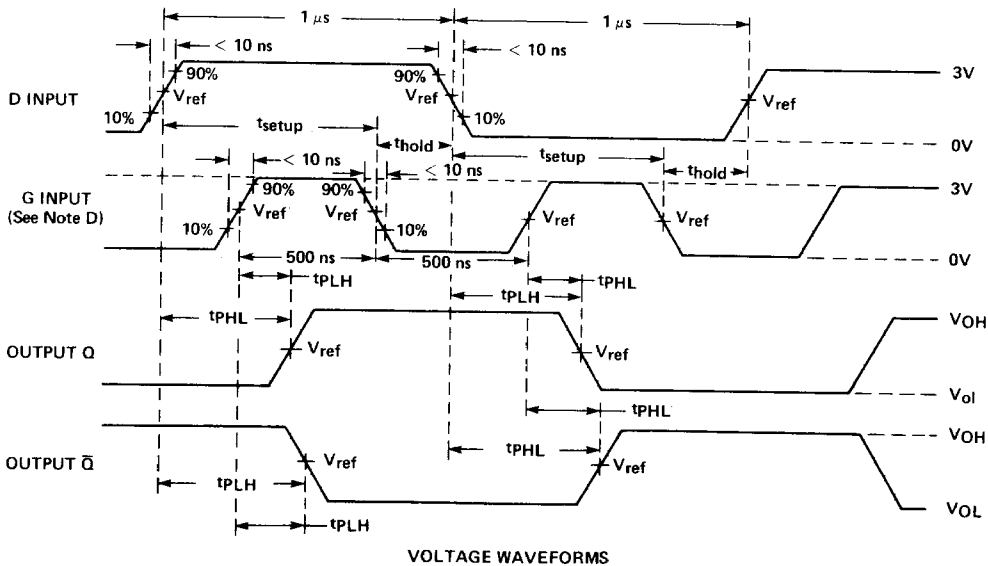 1 μs
1 μs
< 10 ns
< 10 ns
90%
90%
3V
D INPUT
Vref
Vref
Vref
10%
10%
tsetup
thold
0V
tsetup
< 10 ns
< 10 ns
thold
90%
90%
3V
G INPUT
(See Note D)
Vref
Vref
Vref
Vref
10%
10%
500 ns
500 ns
0V
tPLH
tPHL
tPLH
tPHL
VOH
OUTPUT Q
Vref
Vref
Vol
tPHL
VOH
tPHL
OUTPUT Q̄
Vref
Vref
tPLH
VOL
tPLH
VOLTAGE WAVEFORMS